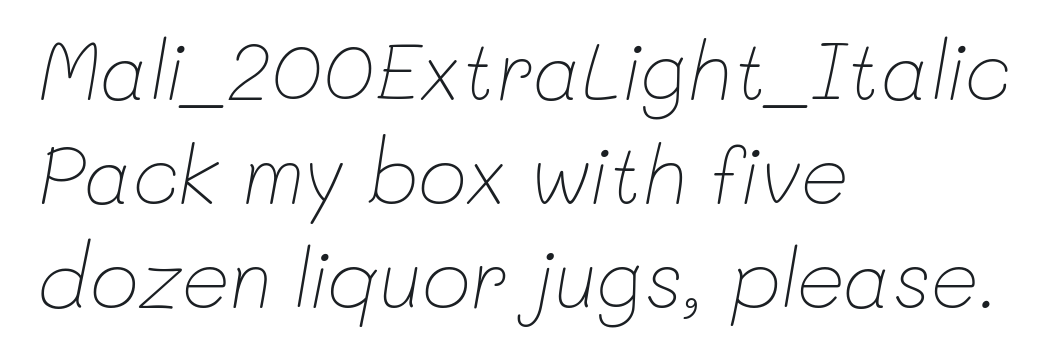 Mali_200ExtraLight_Italic
Pack my box with five
dozen liquor jugs, please.